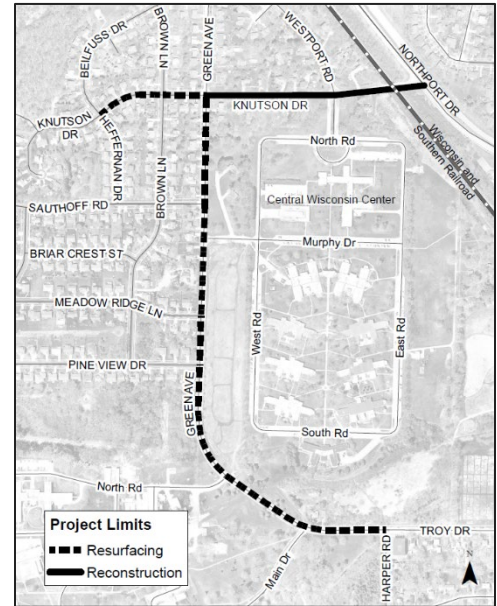 BEILFUSS DR
BROWN LN
GREEN AVE
WESTPORT RD
NORTHPORT DR
KNUTSON
DR
KNUTSON DR
HEFFERNAN DR
Wisconsin and
Southern Railroad
North Rd
Central Wisconsin Center
SAUTHOFF RD
BROWN LN
Murphy Dr
BRIAR CREST ST
MEADOW RIDGE LN
West Rd
East Rd
PINE VIEW DR
GREEN AVE
South Rd
North Rd
Main Dr
TROY DR
HARPER RD
Project Limits
Resurfacing
Reconstruction
N